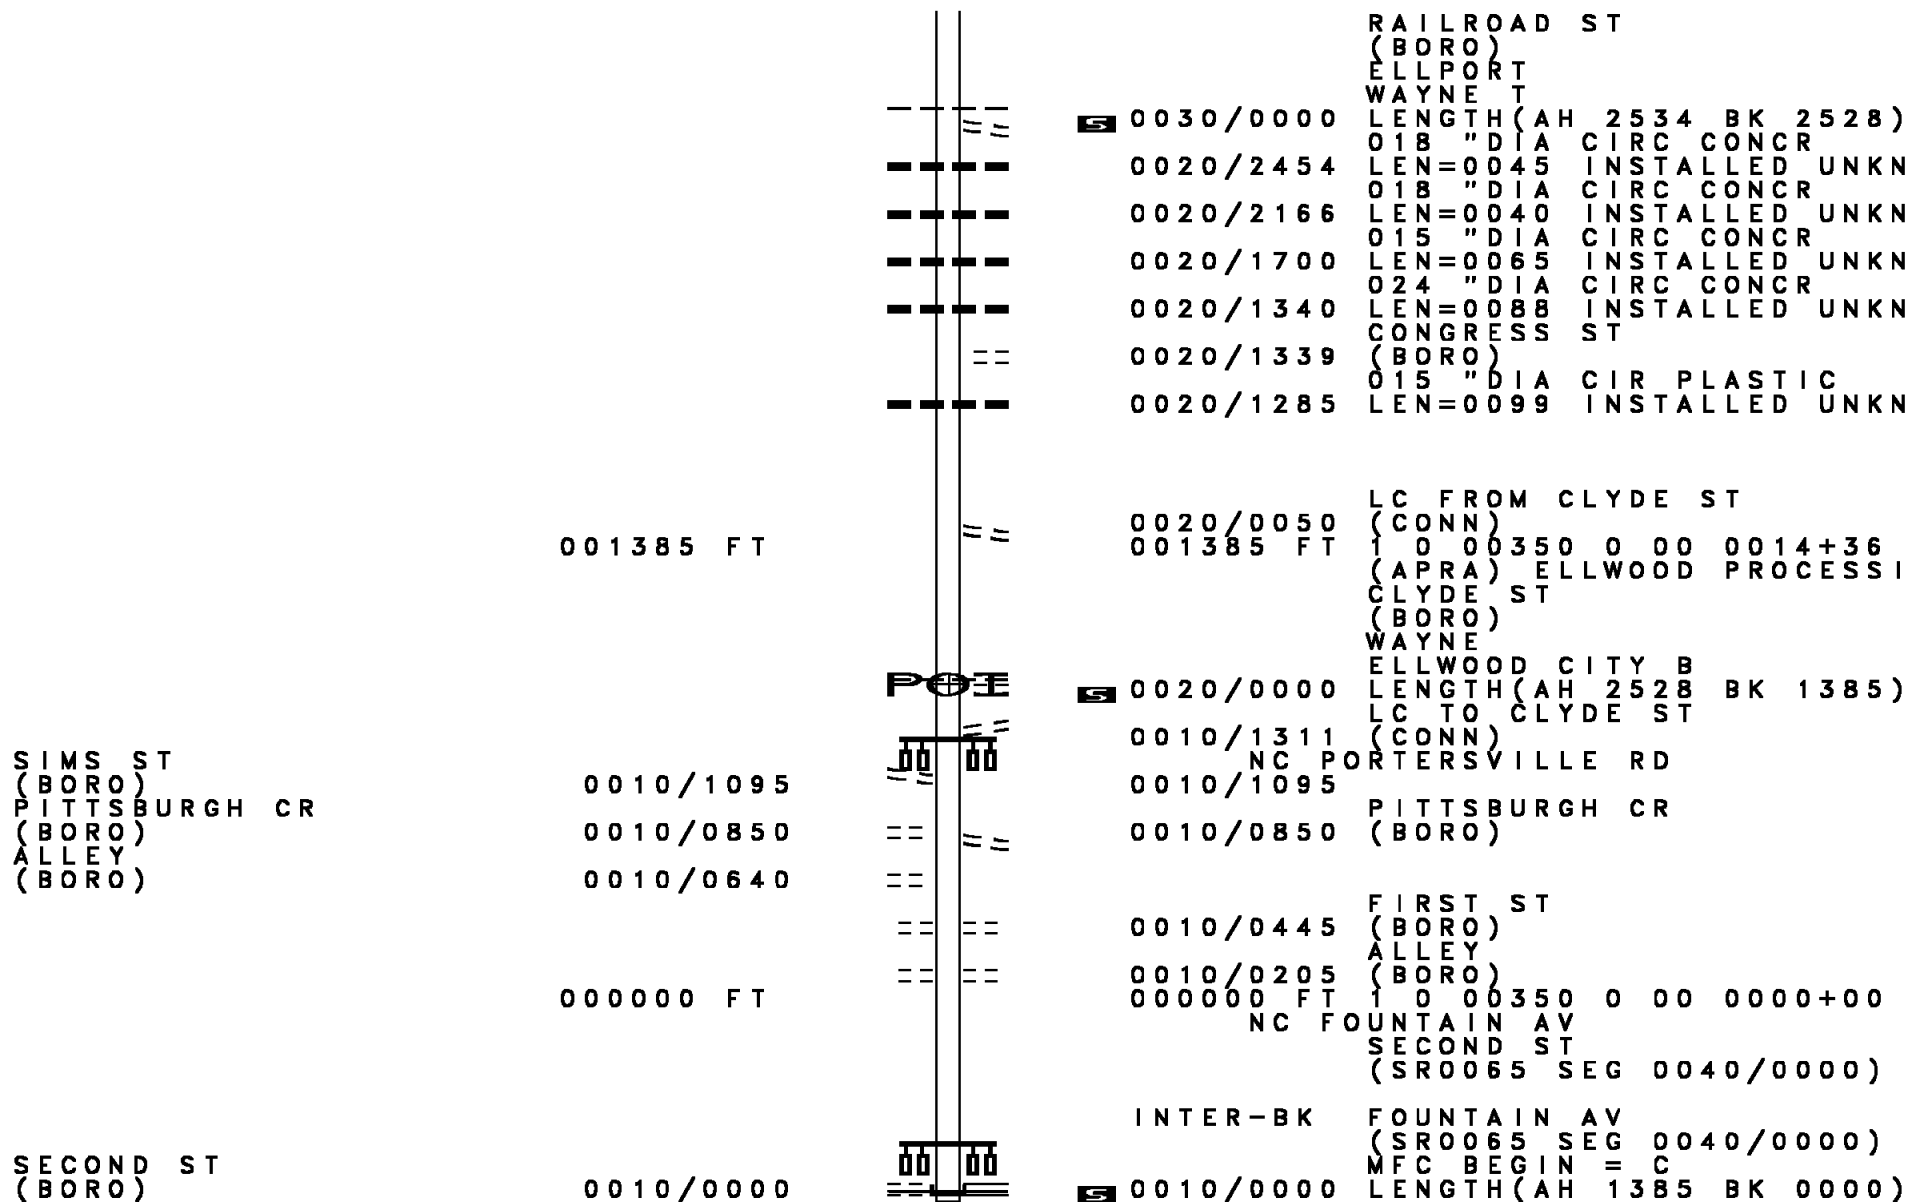 RAILROAD ST
(BORO)
ELLPORT
WAYNE T
S 0030/0000 LENGTH(AH 2534 BK 2528)
018 "DIA CIRC CONCR
0020/2454 LEN=0045 INSTALLED UNKN
018 "DIA CIRC CONCR
0020/2166 LEN=0040 INSTALLED UNKN
015 "DIA CIRC CONCR
0020/1700 LEN=0065 INSTALLED UNKN
024 "DIA CIRC CONCR
0020/1340 LEN=0088 INSTALLED UNKN
CONGRESS ST
0020/1339 (BORO)
015 "DIA CIR PLASTIC
0020/1285 LEN=0099 INSTALLED UNKN
LC FROM CLYDE ST
0020/0050 (CONN)
001385 FT 001385 FT 1 0 00350 0 00 0014+36
(APRA) ELLWOOD PROCESSI
CLYDE ST
(BORO)
WAYNE
ELLWOOD CITY B
POI S 0020/0000 LENGTH(AH 2528 BK 1385)
LC TO CLYDE ST
0010/1311 (CONN)
SIMS ST NC PORTERSVILLE RD
(BORO) 0010/1095 0010/1095
PITTSBURGH CR PITTSBURGH CR
(BORO) 0010/0850 0010/0850 (BORO)
ALLEY
(BORO) 0010/0640
FIRST ST
0010/0445 (BORO)
ALLEY
0010/0205 (BORO)
000000 FT 000000 FT 1 0 00350 0 00 0000+00
NC FOUNTAIN AV
SECOND ST
(SR0065 SEG 0040/0000)
INTER-BK FOUNTAIN AV
(SR0065 SEG 0040/0000)
SECOND ST MFC BEGIN = C
(BORO) 0010/0000 S 0010/0000 LENGTH(AH 1385 BK 0000)